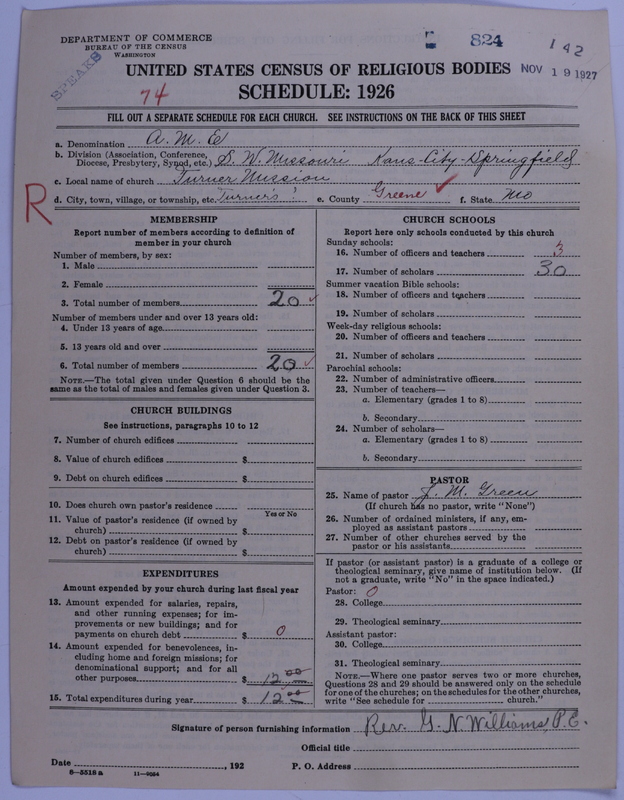 DEPARTMENT OF COMMERCE
BUREAU OF THE CENSUS
WASHINGTON
SPEAKS
824
142
NOV 19 1927
UNITED STATES CENSUS OF RELIGIOUS BODIES
74
SCHEDULE: 1926
FILL OUT A SEPARATE SCHEDULE FOR EACH CHURCH. SEE INSTRUCTIONS ON THE BACK OF THIS SHEET
a. Denomination A.M.E
b. Division (Association, Conference, Diocese, Presbytery, Synod, etc.) S. W. Missouri Kans-City-Springfield
c. Local name of church Turner Mission
R
d. City, town, village, or township, etc. Turner's e. County Greene ✓ f. State Mo
MEMBERSHIP
Report number of members according to definition of
member in your church
Number of members, by sex:
1. Male
2. Female
3. Total number of members 20 ✓
Number of members under and over 13 years old:
4. Under 13 years of age
5. 13 years old and over
6. Total number of members 20 ✓
NOTE.—The total given under Question 6 should be the
same as the total of males and females given under Question 3.
CHURCH BUILDINGS
See instructions, paragraphs 10 to 12
7. Number of church edifices
8. Value of church edifices $
9. Debt on church edifices $
10. Does church own pastor's residence
Yes or No
11. Value of pastor's residence (if owned by
church) $
12. Debt on pastor's residence (if owned by
church) $
EXPENDITURES
Amount expended by your church during last fiscal year
13. Amount expended for salaries, repairs,
and other running expenses; for im-
provements or new buildings; and for
payments on church debt $ 0
14. Amount expended for benevolences, in-
cluding home and foreign missions; for
denominational support; and for all
other purposes $ 12.00
15. Total expenditures during year $ 12.00
CHURCH SCHOOLS
Report here only schools conducted by this church
Sunday schools:
16. Number of officers and teachers 3
17. Number of scholars 30
Summer vacation Bible schools:
18. Number of officers and teachers
19. Number of scholars
Week-day religious schools:
20. Number of officers and teachers
21. Number of scholars
Parochial schools:
22. Number of administrative officers
23. Number of teachers—
a. Elementary (grades 1 to 8)
b. Secondary
24. Number of scholars—
a. Elementary (grades 1 to 8)
b. Secondary
PASTOR
25. Name of pastor J. M. Green
(If church has no pastor, write "None")
26. Number of ordained ministers, if any, em-
ployed as assistant pastors
27. Number of other churches served by the
pastor or his assistants
If pastor (or assistant pastor) is a graduate of a college or
theological seminary, give name of institution below. (If
not a graduate, write "No" in the space indicated.)
Pastor: 0
28. College
29. Theological seminary
Assistant pastor:
30. College
31. Theological seminary
NOTE.—Where one pastor serves two or more churches,
Questions 28 and 29 should be answered only on the schedule
for one of the churches; on the schedules for the other churches,
write "See schedule for church."
Signature of person furnishing information Rev. G. N. Williams, P.E.
Official title
Date , 192 P. O. Address
8—5518 a 11—9064